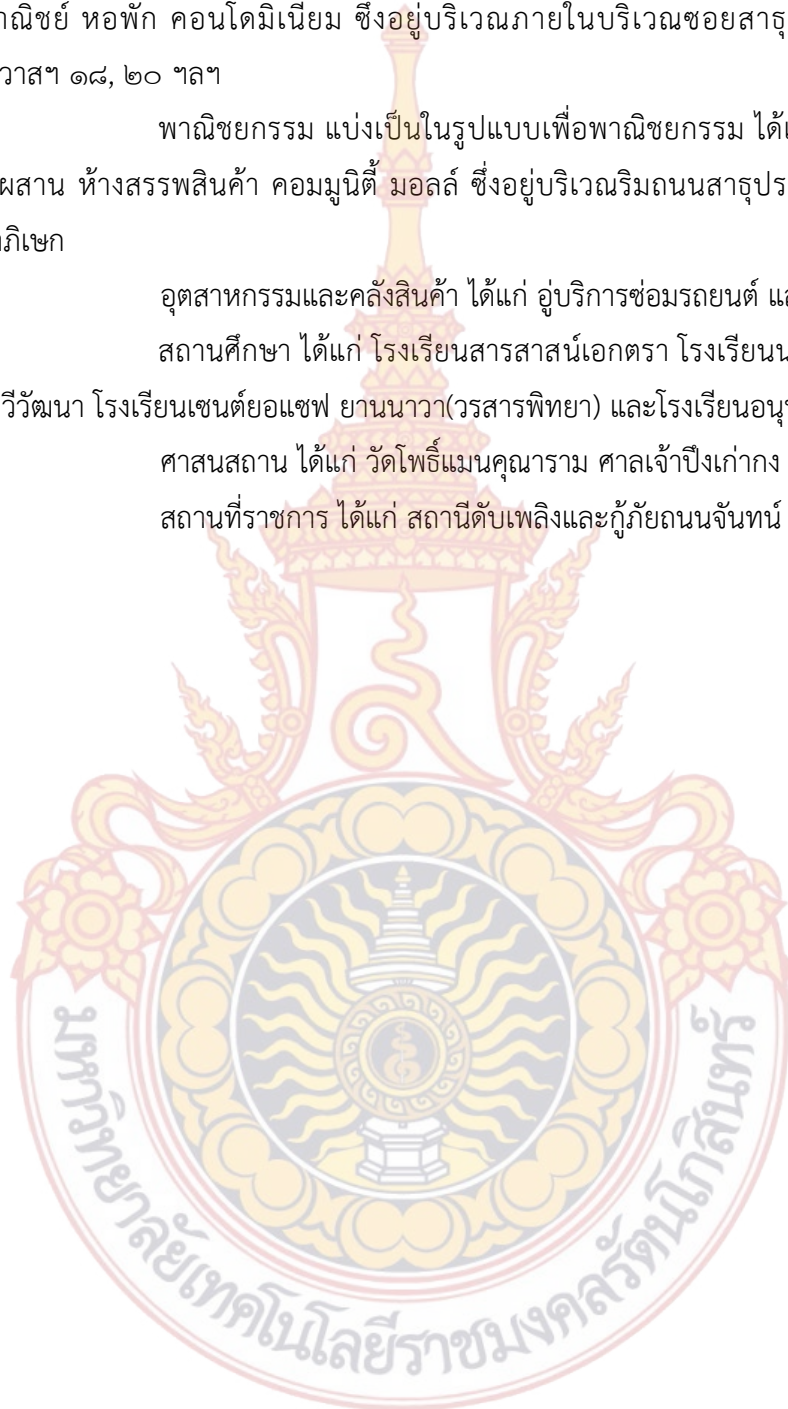 ณิชย์ หอพัก คอนโดมิเนียม ซึ่งอยู่บริเวณภายในบริเวณซอยสาธุ
วาสฯ ๑๘, ๒๐ ฯลฯ
พาณิชยกรรม แบ่งเป็นในรูปแบบเพื่อพาณิชยกรรม ได้
ผสาน ห้างสรรพสินค้า คอมมูนิตี้ มอลล์ ซึ่งอยู่บริเวณริมถนนสาธุประ
ภิเษก
อุตสาหกรรมและคลังสินค้า ได้แก่ อู่บริการซ่อมรถยนต์ แ
สถานศึกษา ได้แก่ โรงเรียนสารสาสน์เอกตรา โรงเรียนน
วีวัฒนา โรงเรียนเซนต์ยอแซฟ ยานนาวา(วรสารพิทยา) และโรงเรียนอนุ
ศาสนสถาน ได้แก่ วัดโพธิ์แมนคุณาราม ศาลเจ้าปึงเก่ากง
สถานที่ราชการ ได้แก่ สถานีดับเพลิงและกู้ภัยถนนจันทน์
มหาวิทยาลัยเทคโนโลยีราชมงคลรัตนโกสินทร์